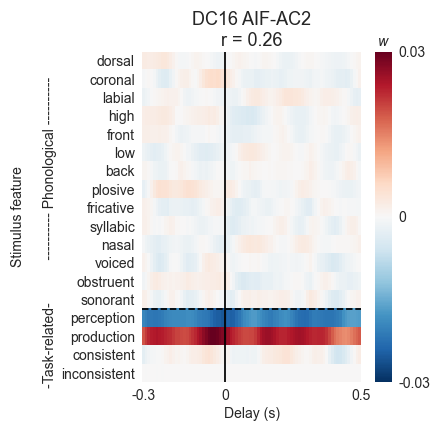 DC16 AIF-AC2
r = 0.26
w
0.03
0
-0.03
Stimulus feature
---------- Phonological ----------
-Task-related-
dorsal
coronal
labial
high
front
low
back
plosive
fricative
syllabic
nasal
voiced
obstruent
sonorant
perception
production
consistent
inconsistent
-0.3
0
0.5
Delay (s)